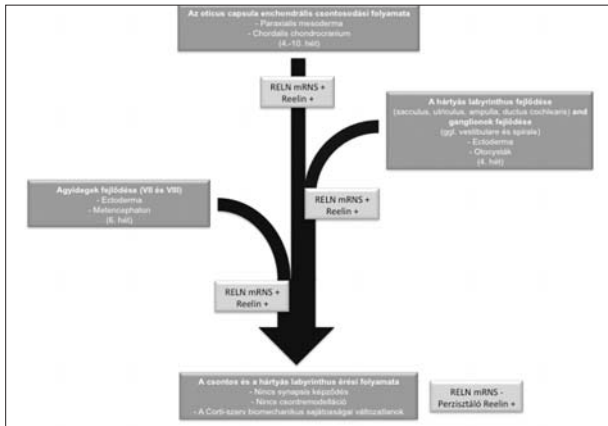 Az oticus capsula enchondrális csontosodási folyamata
- Paraxialis mesoderma
- Chordalis chondrocranium
(4.-10. hét)
RELN mRNS +
Reelin +
A hártyás labyrinthus fejlődése
(sacculus, utriculus, ampulla, ductus cochlearis) and
ganglionok fejlődése
(ggl. vestibulare és spirale)
- Ectoderma
- Otocysták
(4. hét)
RELN mRNS +
Reelin +
Agyidegek fejlődése (VII és VIII)
- Ectoderma
- Metencephalon
(6. hét)
RELN mRNS +
Reelin +
A csontos és a hártyás labyrinthus érési folyamata
- Nincs synapsis képződés
- Nincs csontremodelláció
- A Corti-szerv biomechanikus sajátosságai változatlanok
RELN mRNS -
Perzisztáló Reelin +